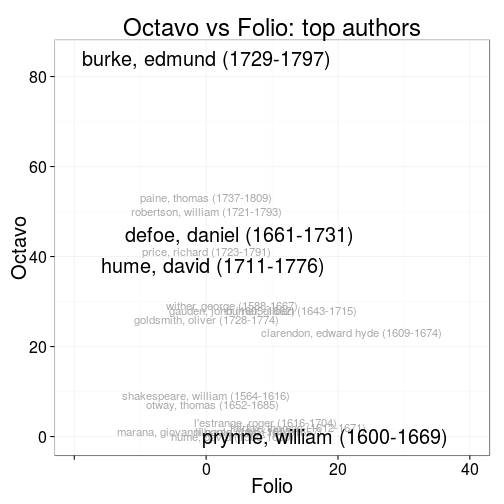 Octavo vs Folio: top authors
burke, edmund (1729-1797)
80
60
paine, thomas (1737-1809)
robertson, william (1721-1793)
defoe, daniel (1661-1731)
price, richard (1723-1791)
40
hume, david (1711-1776)
wither, george (1588-1667)
gauden, john (1643-1715)
goldsmith, oliver (1728-1774)
clarendon, edward hyde (1609-1674)
20
shakespeare, william (1564-1616)
otway, thomas (1652-1685)
l'estrange, roger (1616-1704)
marana, giovanni
prynne, william (1600-1669)
0
Octavo
0 20 40
Folio